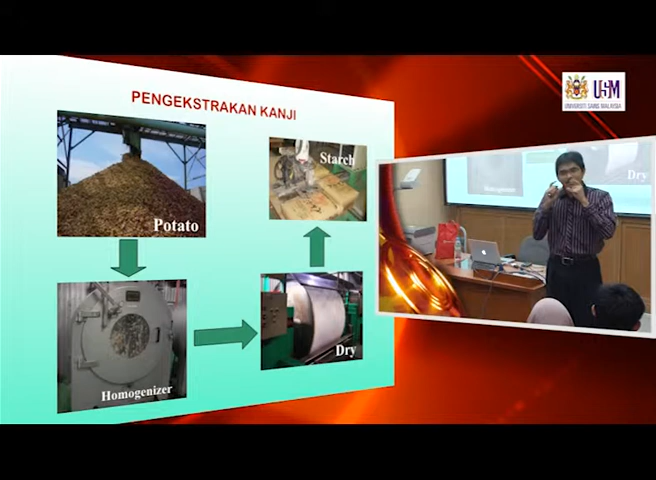 PENGEKSTRAKAN KANJI
Potato
Starch
Homogenizer
Dry
USM
UNIVERSITI SAINS MALAYSIA
Dry